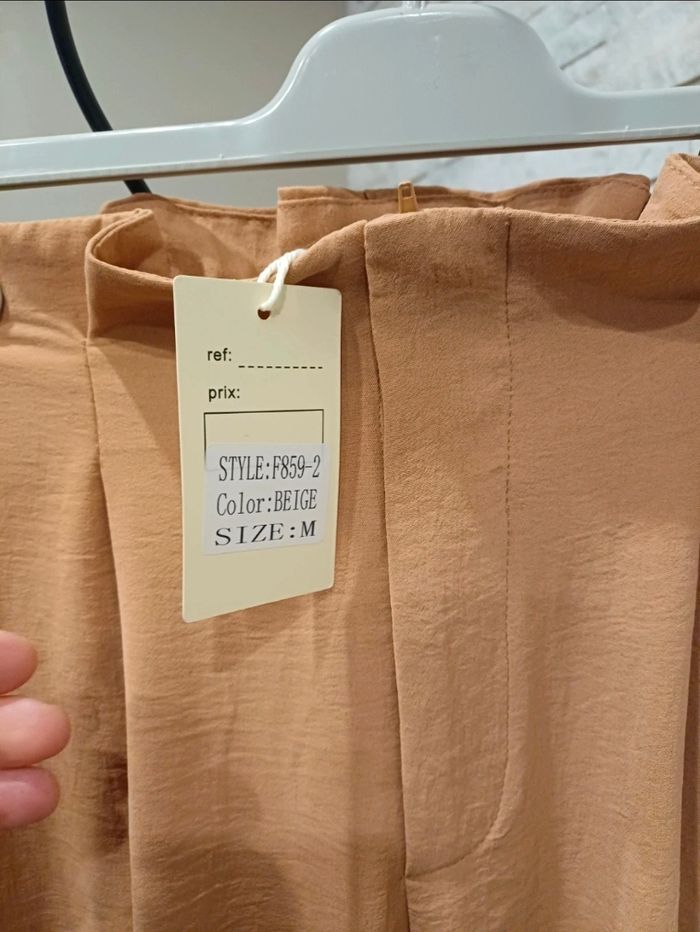 ref: ----------
prix:
STYLE:F859-2
Color:BEIGE
SIZE:M